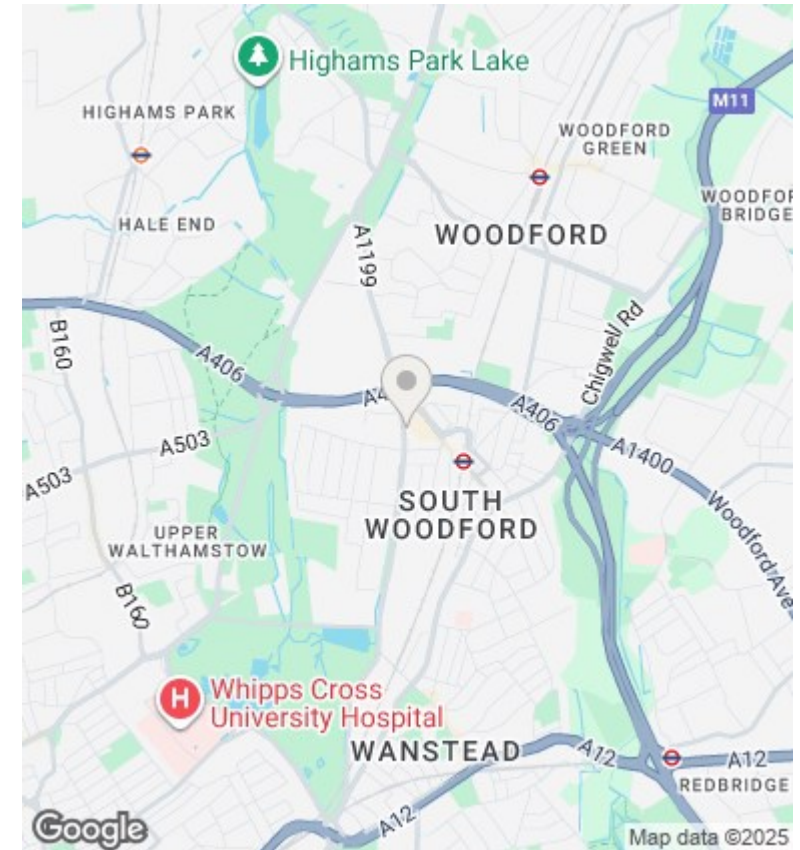 Highams Park Lake
M11
HIGHAMS PARK
WOODFORD
GREEN
WOODFOR
BRIDGE
HALE END
WOODFORD
A1199
B160
A406
Chigwell Rd
A4
A406
A1400
A503
A503
SOUTH
WOODFORD
Woodford Ave
UPPER
WALTHAMSTOW
B160
H
Whipps Cross
University Hospital
WANSTEAD
A12
A12
REDBRIDGE
A12
Google
Map data ©2025